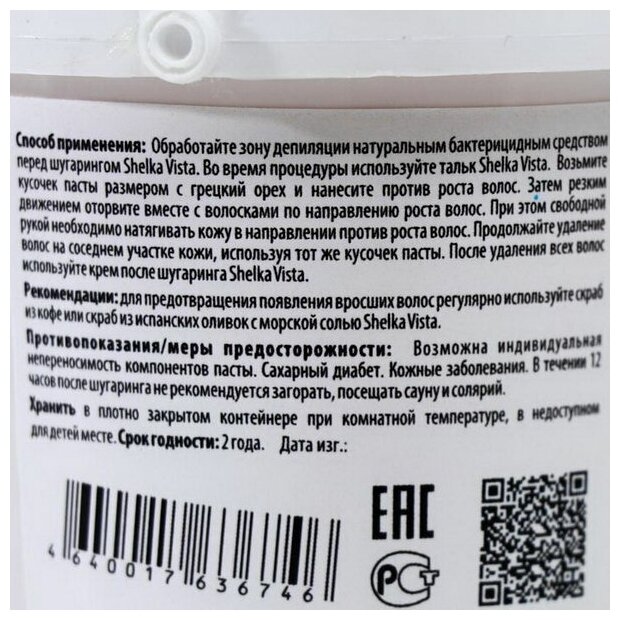 Способ применения: Обработайте зону депиляции натуральным бактерицидным средством
перед шугарингом Shelka Vista. Во время процедуры используйте тальк Shelka Vista. Возьмите
кусочек пасты размером с грецкий орех и нанесите против роста волос. Затем резким
движением оторвите вместе с волосками по направлению роста волос. При этом свободной
рукой необходимо натягивать кожу в направлении против роста волос. Продолжайте удаление
волос на соседнем участке кожи, используя тот же кусочек пасты. После удаления всех волос
используйте крем после шугаринга Shelka Vista.
Рекомендации: для предотвращения появления вросших волос регулярно используйте скраб
из кофе или скраб из испанских оливок с морской солью Shelka Vista.
Противопоказания/меры предосторожности: Возможна индивидуальная
непереносимость компонентов пасты. Сахарный диабет. Кожные заболевания. В течении 12
часов после шугаринга не рекомендуется загорать, посещать сауну и солярий.
Хранить в плотно закрытом контейнере при комнатной температуре, в недоступном
для детей месте. Срок годности: 2 года. Дата изг.:
EAC
РСТ
4640017636746